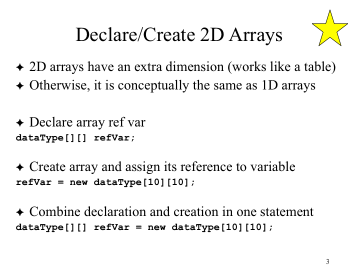 Declare/Create 2D Arrays
✦ 2D arrays have an extra dimension (works like a table)
✦ Otherwise, it is conceptually the same as 1D arrays
✦ Declare array ref var
dataType[][] refVar;
✦ Create array and assign its reference to variable
refVar = new dataType[10][10];
✦ Combine declaration and creation in one statement
dataType[][] refVar = new dataType[10][10];
3